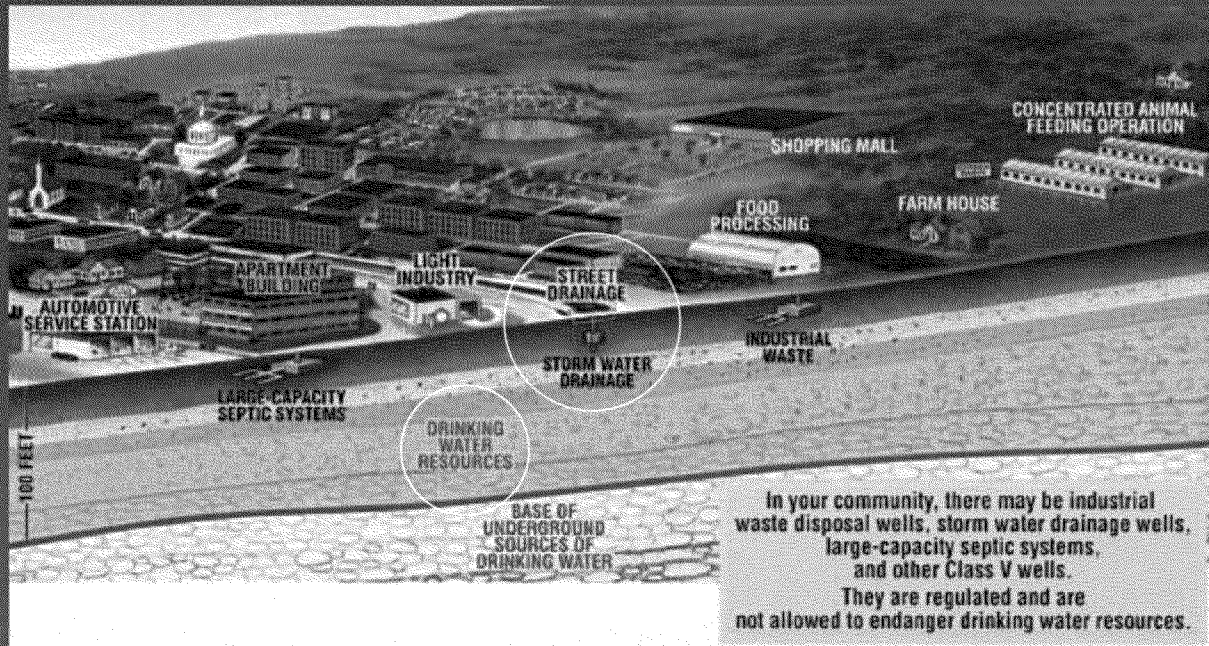 CONCENTRATED ANIMAL
FEEDING OPERATION
SHOPPING MALL
FARM HOUSE
FOOD
PROCESSING
LIGHT
INDUSTRY
STREET
DRAINAGE
APARTMENT
BUILDING
AUTOMOTIVE
SERVICE STATION
INDUSTRIAL
WASTE
STORM WATER
DRAINAGE
LARGE-CAPACITY
SEPTIC SYSTEMS
DRINKING
WATER
RESOURCES
100 FEET
BASE OF
UNDERGROUND
SOURCES OF
DRINKING WATER
In your community, there may be industrial
waste disposal wells, storm water drainage wells,
large-capacity septic systems,
and other Class V wells.
They are regulated and are
not allowed to endanger drinking water resources.